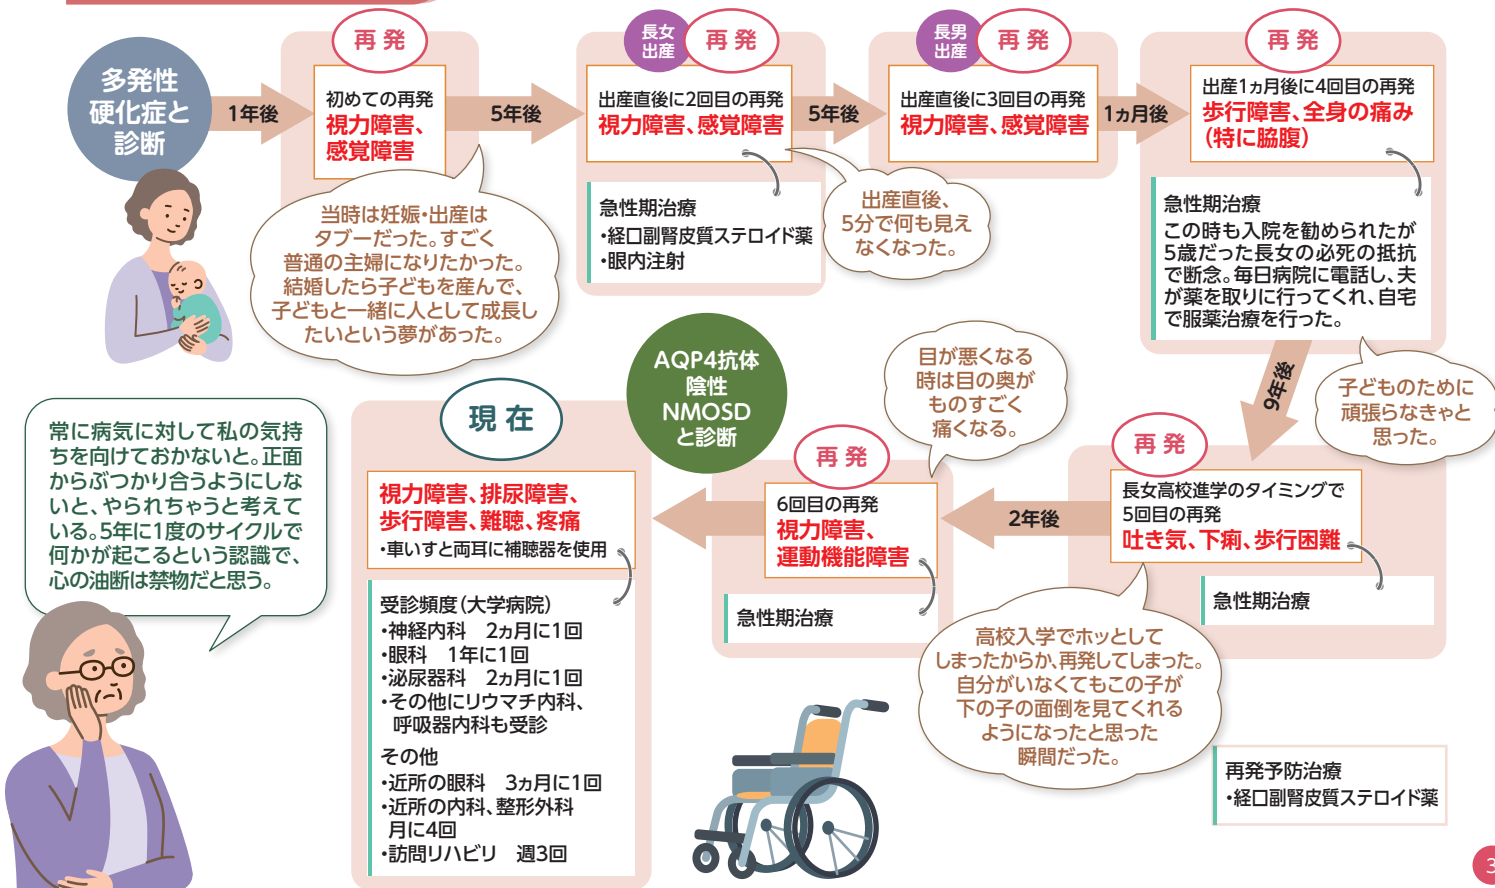 多発性
硬化症と
診断
1年後
再発
初めての再発
視力障害、
感覚障害
当時は妊娠・出産は
タブーだった。すごく
普通の主婦になりたかった。
結婚したら子どもを産んで、
子どもと一緒に人として成長し
たいという夢があった。
5年後
長女
出産
再発
出産直後に2回目の再発
視力障害、感覚障害
急性期治療
・経口副腎皮質ステロイド薬
・眼内注射
出産直後、
5分で何も見え
なくなった。
5年後
長男
出産
再発
出産直後に3回目の再発
視力障害、感覚障害
1ヵ月後
再発
出産1ヵ月後に4回目の再発
歩行障害、全身の痛み
（特に脇腹）
急性期治療
この時も入院を勧められたが
5歳だった長女の必死の抵抗
で断念。毎日病院に電話し、夫
が薬を取りに行ってくれ、自宅
で服薬治療を行った。
子どものために
頑張らなきゃと
思った。
9年後
再発
長女高校進学のタイミングで
5回目の再発
吐き気、下痢、歩行困難
急性期治療
高校入学でホッとして
しまったからか、再発してしまった。
自分がいなくてもこの子が
下の子の面倒を見てくれる
ようになったと思った
瞬間だった。
再発予防治療
・経口副腎皮質ステロイド薬
2年後
再発
6回目の再発
視力障害、
運動機能障害
急性期治療
目が悪くなる
時は目の奥が
ものすごく
痛くなる。
AQP4抗体
陰性
NMOSD
と診断
現在
視力障害、排尿障害、
歩行障害、難聴、疼痛
・車いすと両耳に補聴器を使用
受診頻度（大学病院）
・神経内科　2ヵ月に1回
・眼科　1年に1回
・泌尿器科　2ヵ月に1回
・その他にリウマチ内科、
呼吸器内科も受診
その他
・近所の眼科　3ヵ月に1回
・近所の内科、整形外科
月に4回
・訪問リハビリ　週3回
常に病気に対して私の気持
ちを向けておかないと。正面
からぶつかり合うようにしな
いと、やられちゃうと考えて
いる。5年に1度のサイクルで
何かが起こるという認識で、
心の油断は禁物だと思う。
3